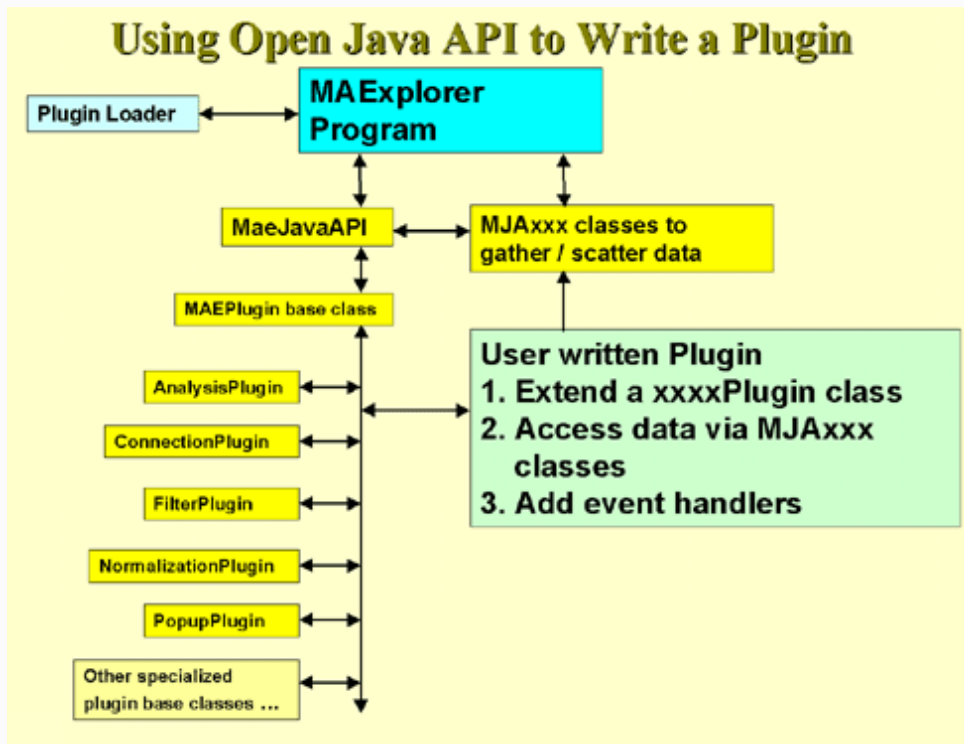 Using Open Java API to Write a Plugin
Plugin Loader
MAExplorer
Program
MaeJavaAPI
MJAxxx classes to
gather / scatter data
MAEPlugin base class
User written Plugin
1. Extend a xxxxPlugin class
2. Access data via MJAxxx
classes
3. Add event handlers
AnalysisPlugin
ConnectionPlugin
FilterPlugin
NormalizationPlugin
PopupPlugin
Other specialized
plugin base classes ...